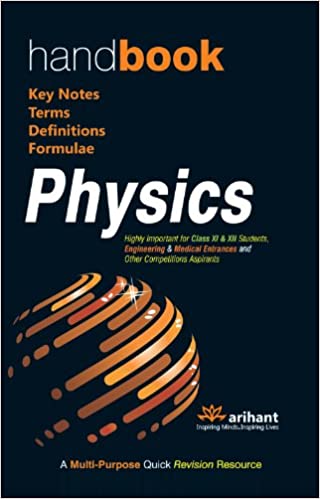 handbook
Key Notes
Terms
Definitions
Formulae
Physics
Highly Important for Class XI & XII Students,
Engineering & Medical Entrances and
Other Competitions Aspirants
arihant
Inspiring Minds...Inspiring Lives
A Multi-Purpose Quick Revision Resource